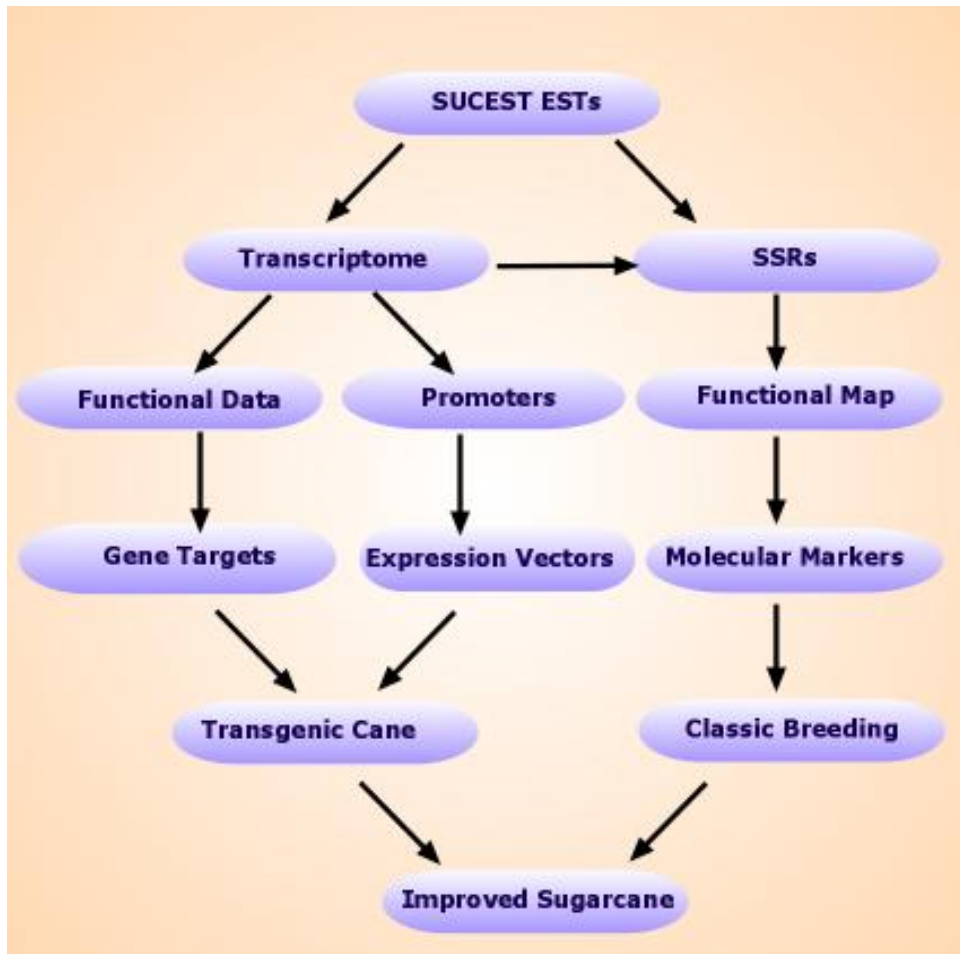 SUCEST ESTs
Transcriptome
SSRs
Functional Data
Promoters
Functional Map
Gene Targets
Expression Vectors
Molecular Markers
Transgenic Cane
Classic Breeding
Improved Sugarcane